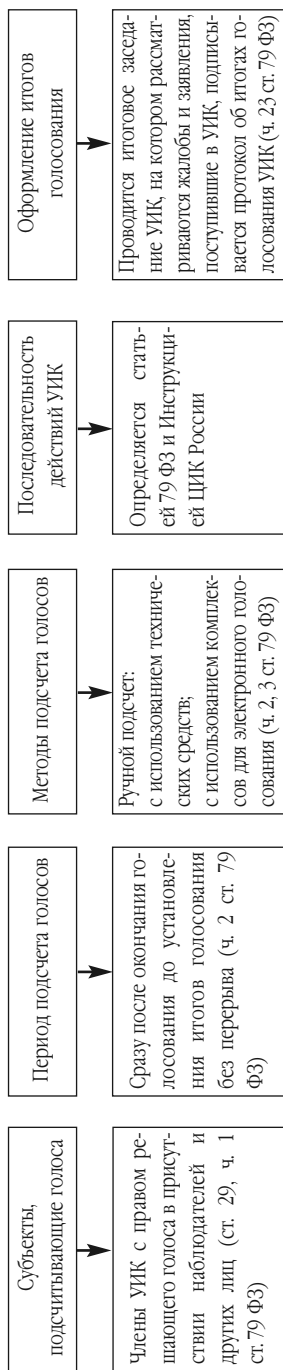 Субъекты,
подсчитывающие голоса
Члены УИК с правом ре-
шающего голоса в присут-
ствии наблюдателей и
других лиц (ст. 29, ч. 1
ст. 79 ФЗ)
Период подсчета голосов
Сразу после окончания го-
лосования до установле-
ния итогов голосования
без перерыва (ч. 2 ст. 79
ФЗ)
Методы подсчета голосов
Ручной подсчет:
с использованием техниче-
ских средств;
с использованием комплек-
сов для электронного голо-
сования (ч. 2, 3 ст. 79 ФЗ)
Последовательность
действий УИК
Определяется стать-
ей 79 ФЗ и Инструкци-
ей ЦИК России
Оформление итогов
голосования
Проводится итоговое заседа-
ние УИК, на котором рассмат-
риваются жалобы и заявления,
поступившие в УИК, подписы-
вается протокол об итогах го-
лосования УИК (ч. 23 ст. 79 ФЗ)